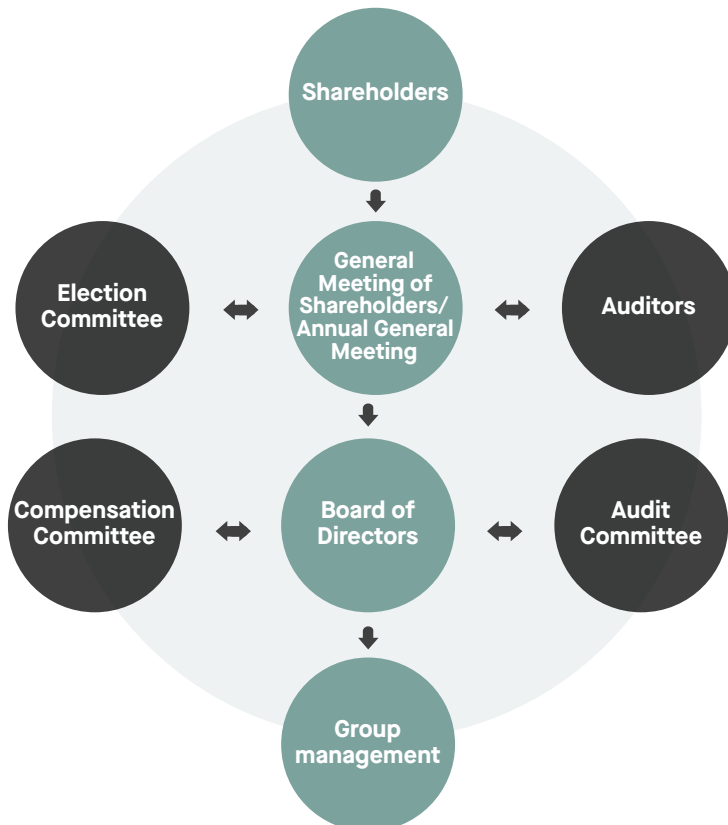 Shareholders
General
Meeting of
Shareholders/
Annual General
Meeting
Election
Committee
Auditors
Compensation
Committee
Board of
Directors
Audit
Committee
Group
management